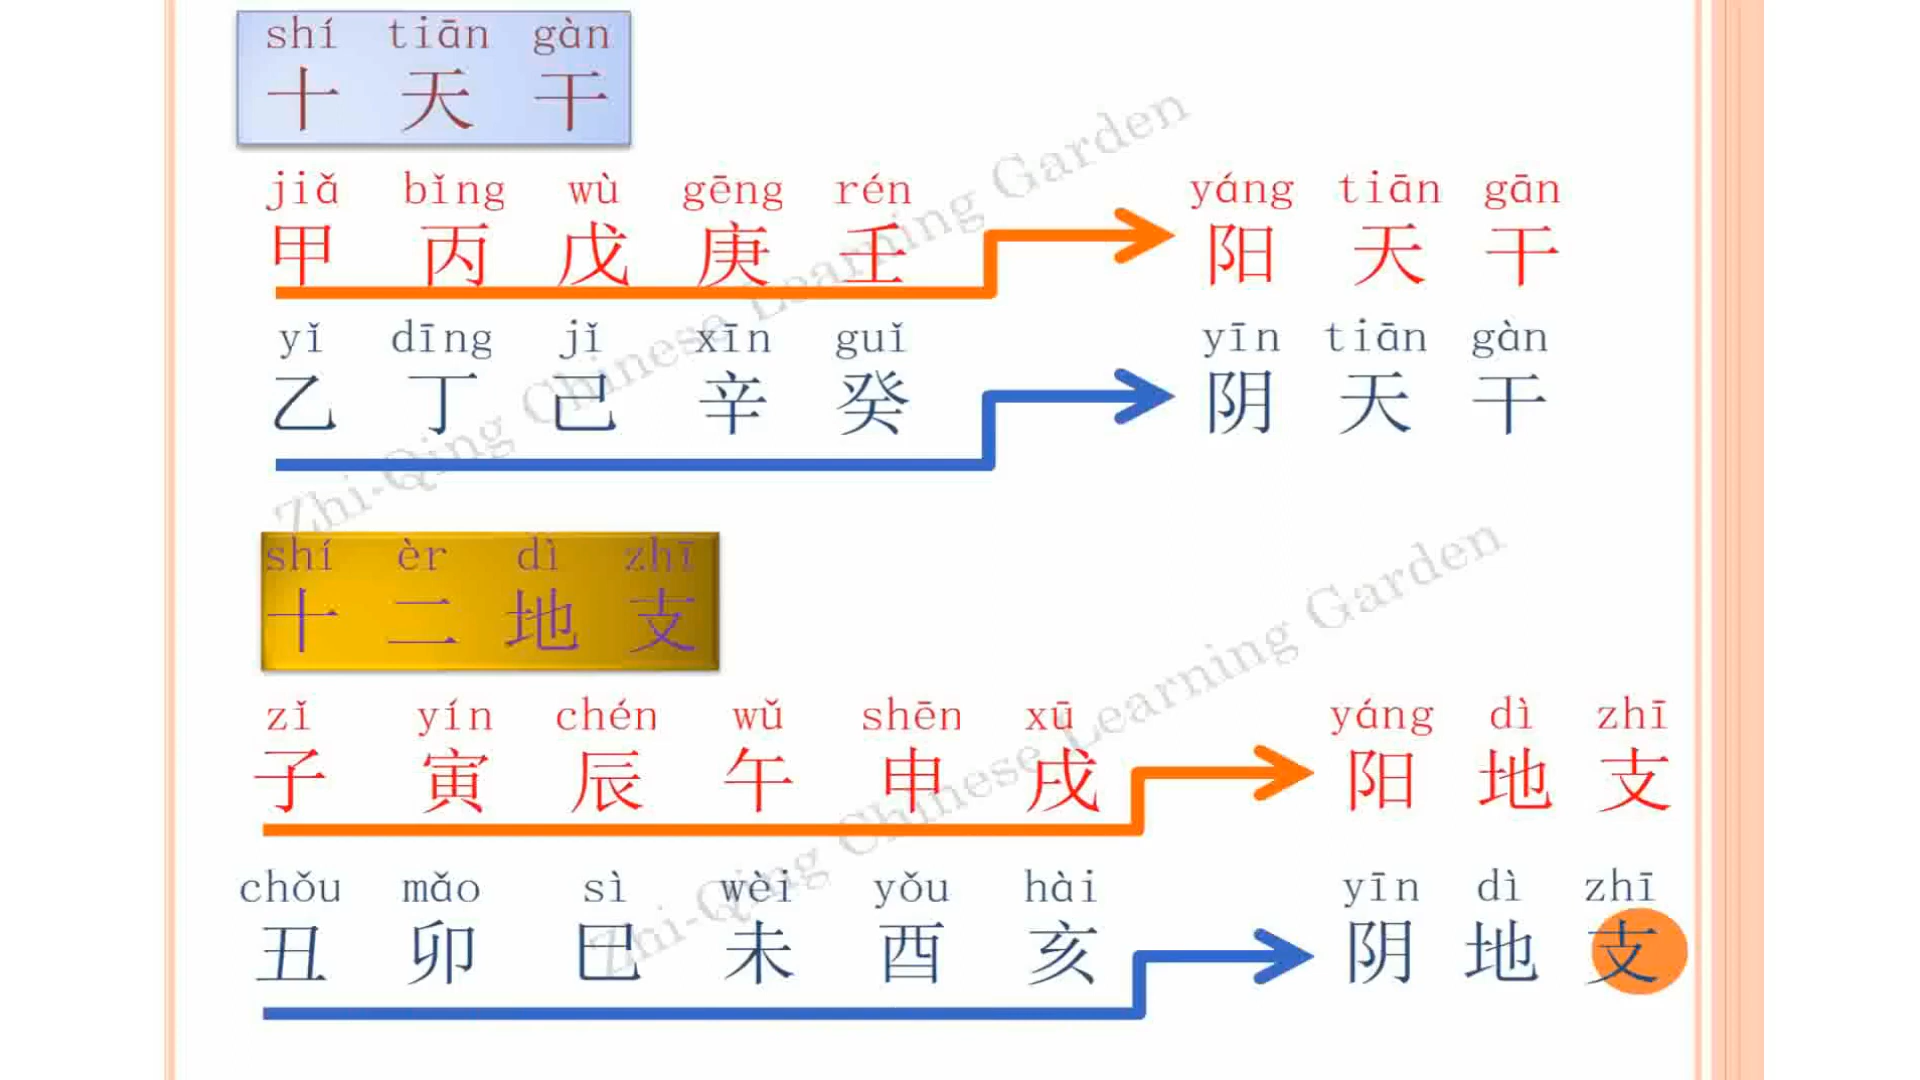 shí tiān gàn
十 天 干
jiǎ bǐng wù gēng rén yáng tiān gān
甲 丙 戊 庚 壬 阳 天 干
yǐ dīng jǐ xīn guǐ yīn tiān gàn
乙 丁 己 辛 癸 阴 天 干
shí èr dì zhī
十 二 地 支
zǐ yín chén wǔ shēn xū yáng dì zhī
子 寅 辰 午 申 戌 阳 地 支
chǒu mǎo sì wèi yǒu hài yīn dì zhī
丑 卯 巳 未 酉 亥 阴 地 支
Zhi-Qing Chinese Learning Garden
Zhi-Qing Chinese Learning Garden